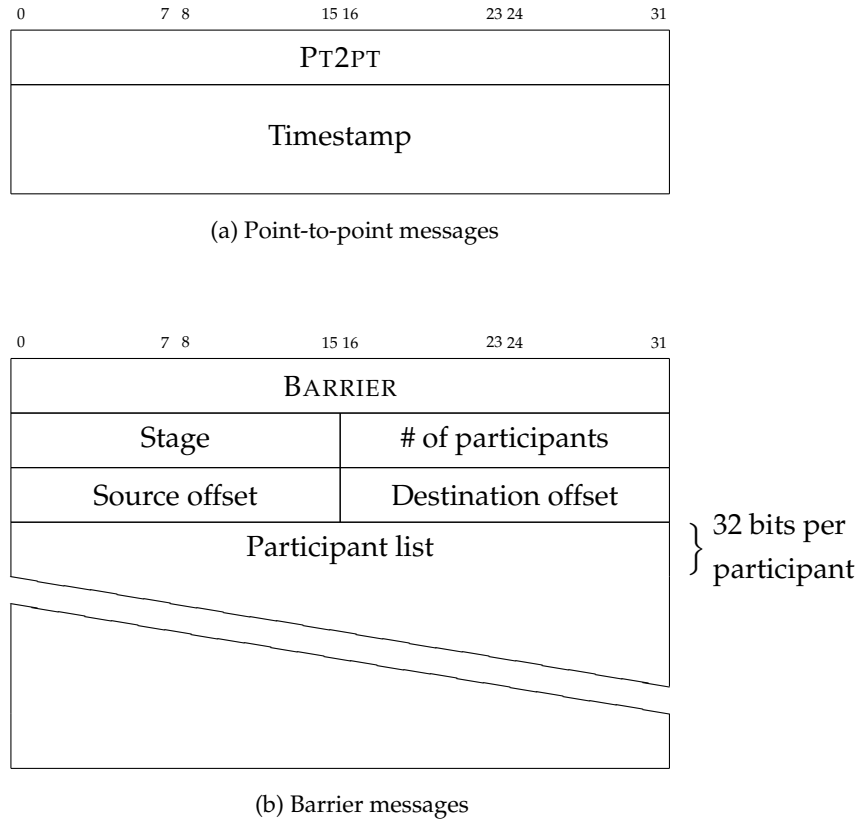 0 7 8 15 16 23 24 31
PT2PT
Timestamp
(a) Point-to-point messages
0 7 8 15 16 23 24 31
BARRIER
Stage # of participants
Source offset Destination offset
Participant list
} 32 bits per
participant
(b) Barrier messages